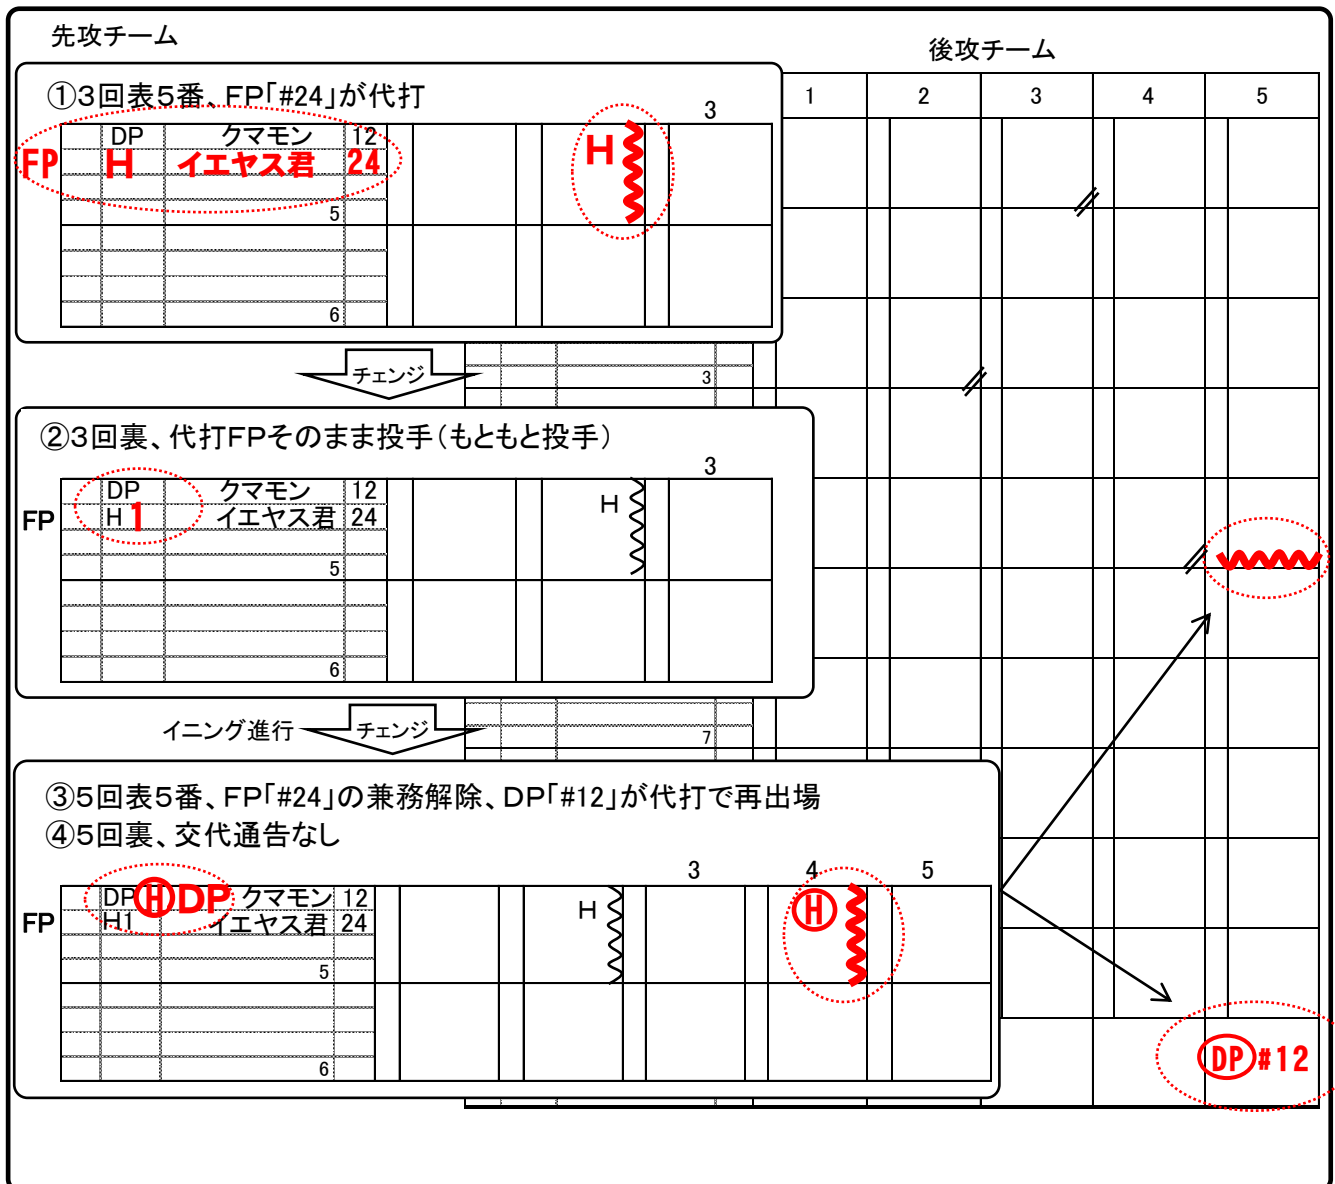 先攻チーム
後攻チーム
①3回表5番、FP「#24」が代打
3
1 2 3 4 5
DP クマモン 12
FP H イエヤス君 24
H
5
6
チェンジ
3
②3回裏、代打FPそのまま投手(もともと投手)
3
DP クマモン 12
FP H1 イエヤス君 24
H
5
6
イニング進行 チェンジ
7
③5回表5番、FP「#24」の兼務解除、DP「#12」が代打で再出場
④5回裏、交代通告なし
3 4 5
DPⒽDP クマモン 12
FP H1 イエヤス君 24
H Ⓗ
5
6
DP#12